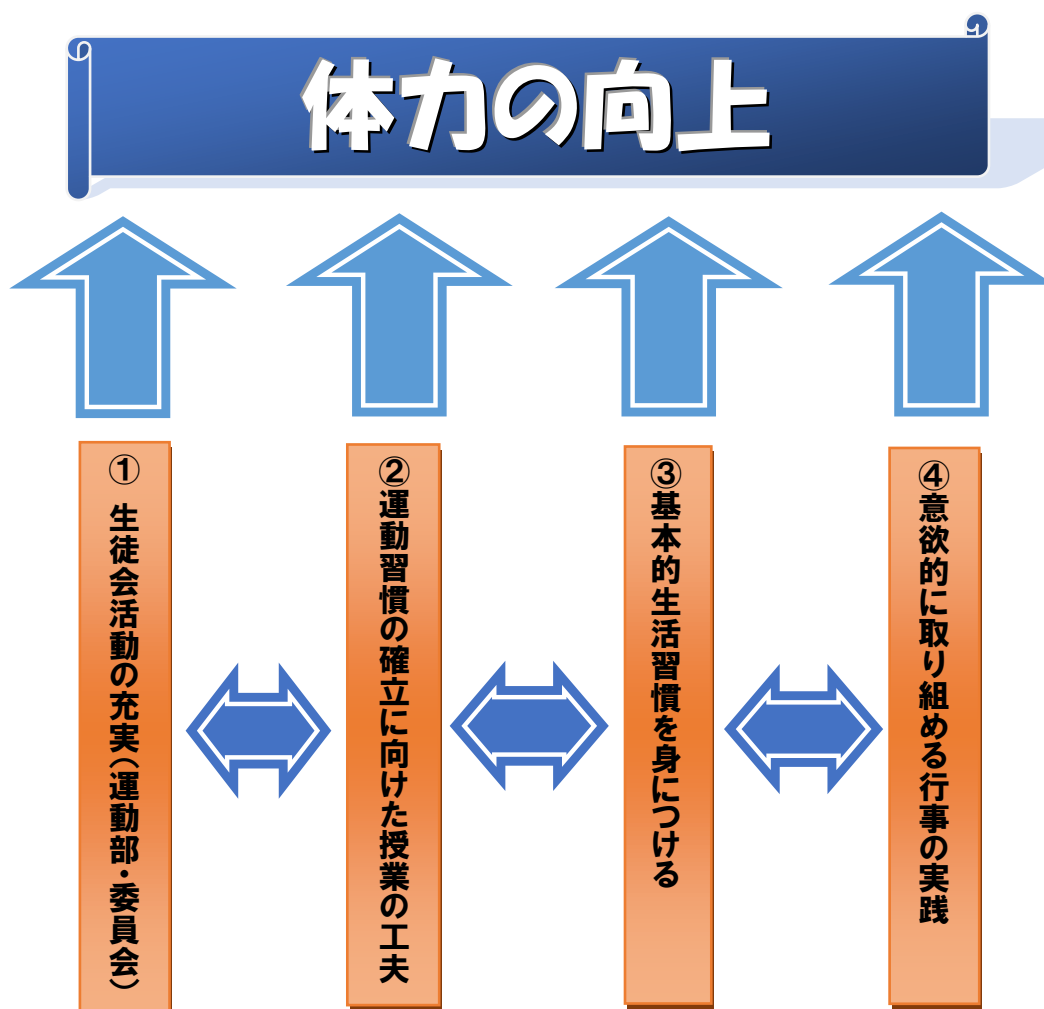 体力の向上
① 生徒会活動の充実（運動部・委員会）
②運動習慣の確立に向けた授業の工夫
③基本的生活習慣を身につける
④意欲的に取り組める行事の実践